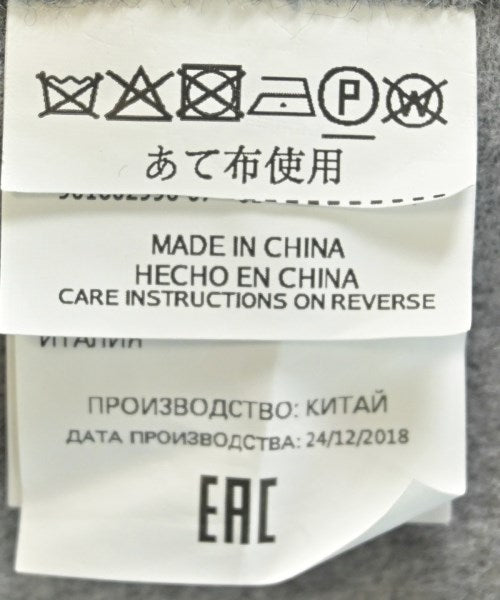 P W
あて布使用
MADE IN CHINA
HECHO EN CHINA
CARE INSTRUCTIONS ON REVERSE
ИТАЛИЯ
ПРОИЗВОДСТВО: КИТАЙ
ДАТА ПРОИЗВОДСТВА: 24/12/2018
EAC